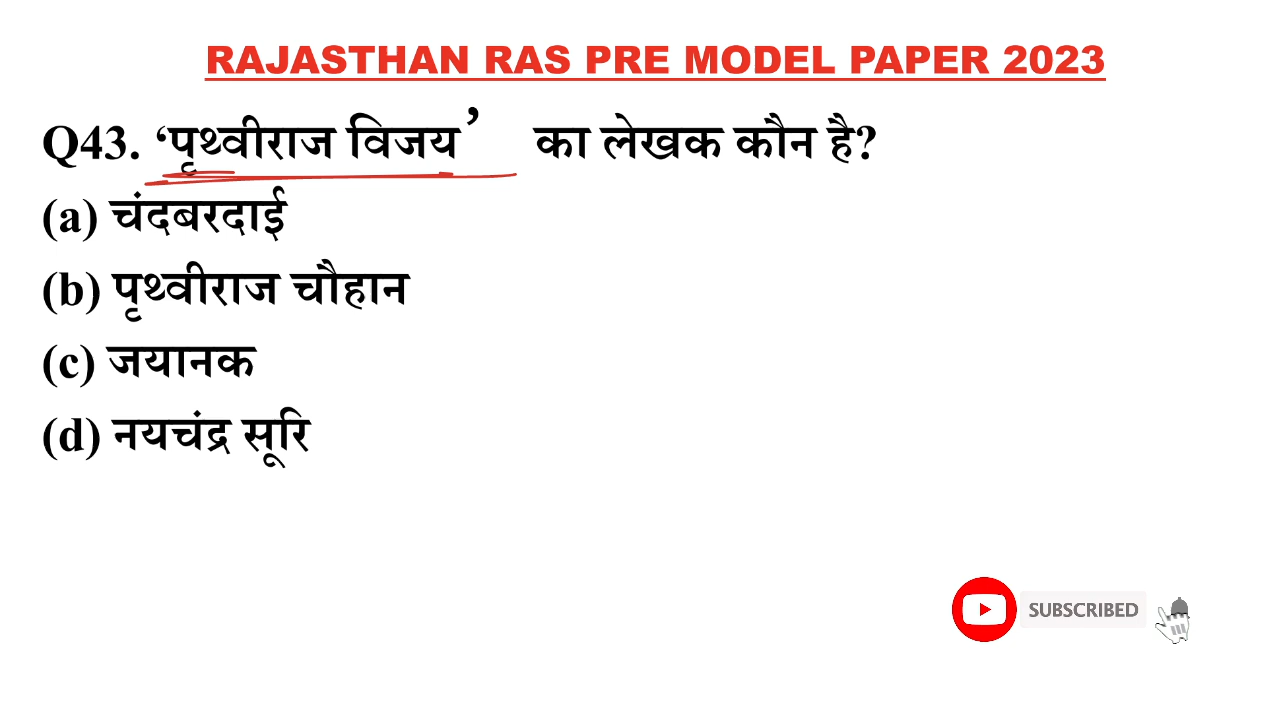 RAJASTHAN RAS PRE MODEL PAPER 2023
Q43. ‘पृथ्वीराज विजय’ का लेखक कौन है?
(a) चंदबरदाई
(b) पृथ्वीराज चौहान
(c) जयानक
(d) नयचंद्र सूरि
SUBSCRIBED